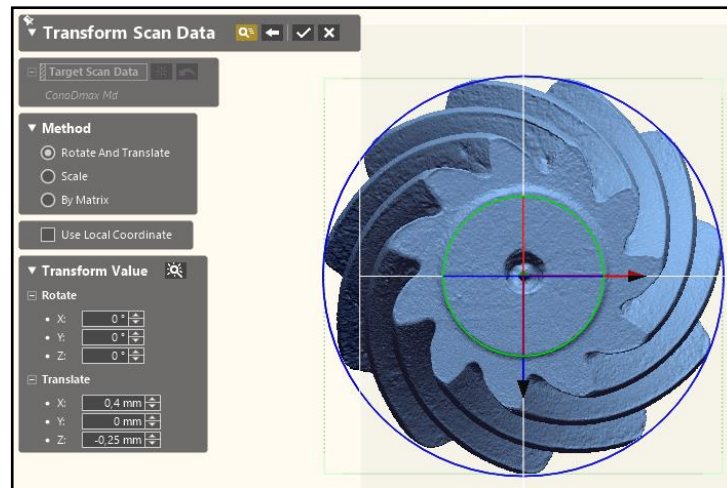 Transform Scan Data
Target Scan Data
ConoDmax Md
Method
Rotate And Translate
Scale
By Matrix
Use Local Coordinate
Transform Value
Rotate
X: 0 °
Y: 0 °
Z: 0 °
Translate
X: 0,4 mm
Y: 0 mm
Z: -0,25 mm